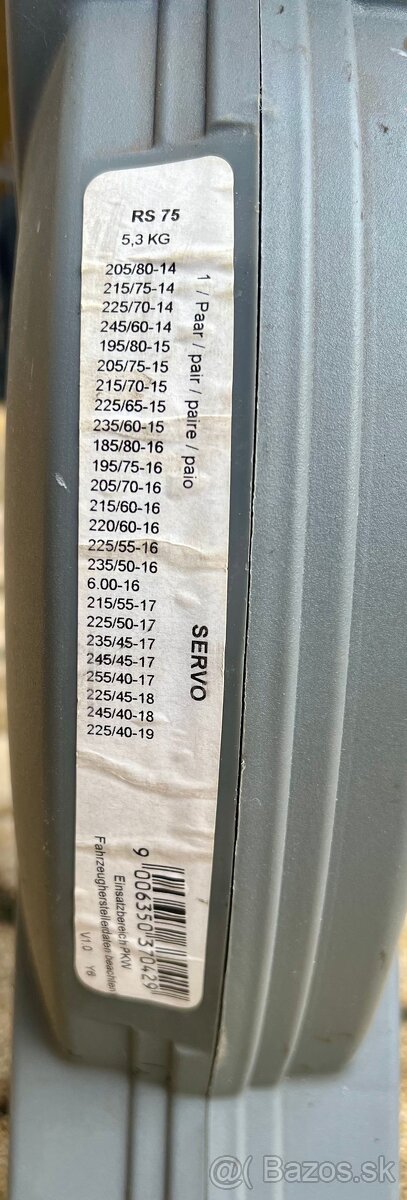 RS 75
5,3 KG
205/80-14
215/75-14
225/70-14
245/60-14
195/80-15
205/75-15
215/70-15
225/65-15
235/60-15
185/80-16
195/75-16
205/70-16
215/60-16
220/60-16
225/55-16
235/50-16
6.00-16
215/55-17
225/50-17
235/45-17
245/45-17
255/40-17
225/45-18
245/40-18
225/40-19
1 / Paar / pair / paire / paio
SERVO
9 006350 370429
Einsatzbereich PKW
Fahrzeugherstellerdaten beachten
V1.0 Y6
@ Bazos.sk